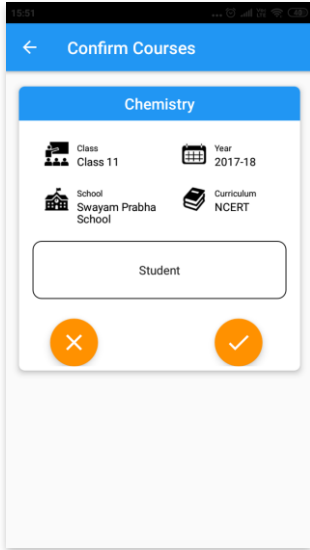 15:51
Confirm Courses
Chemistry
Class
Class 11
Year
2017-18
School
Swayam Prabha
School
Curriculum
NCERT
Student